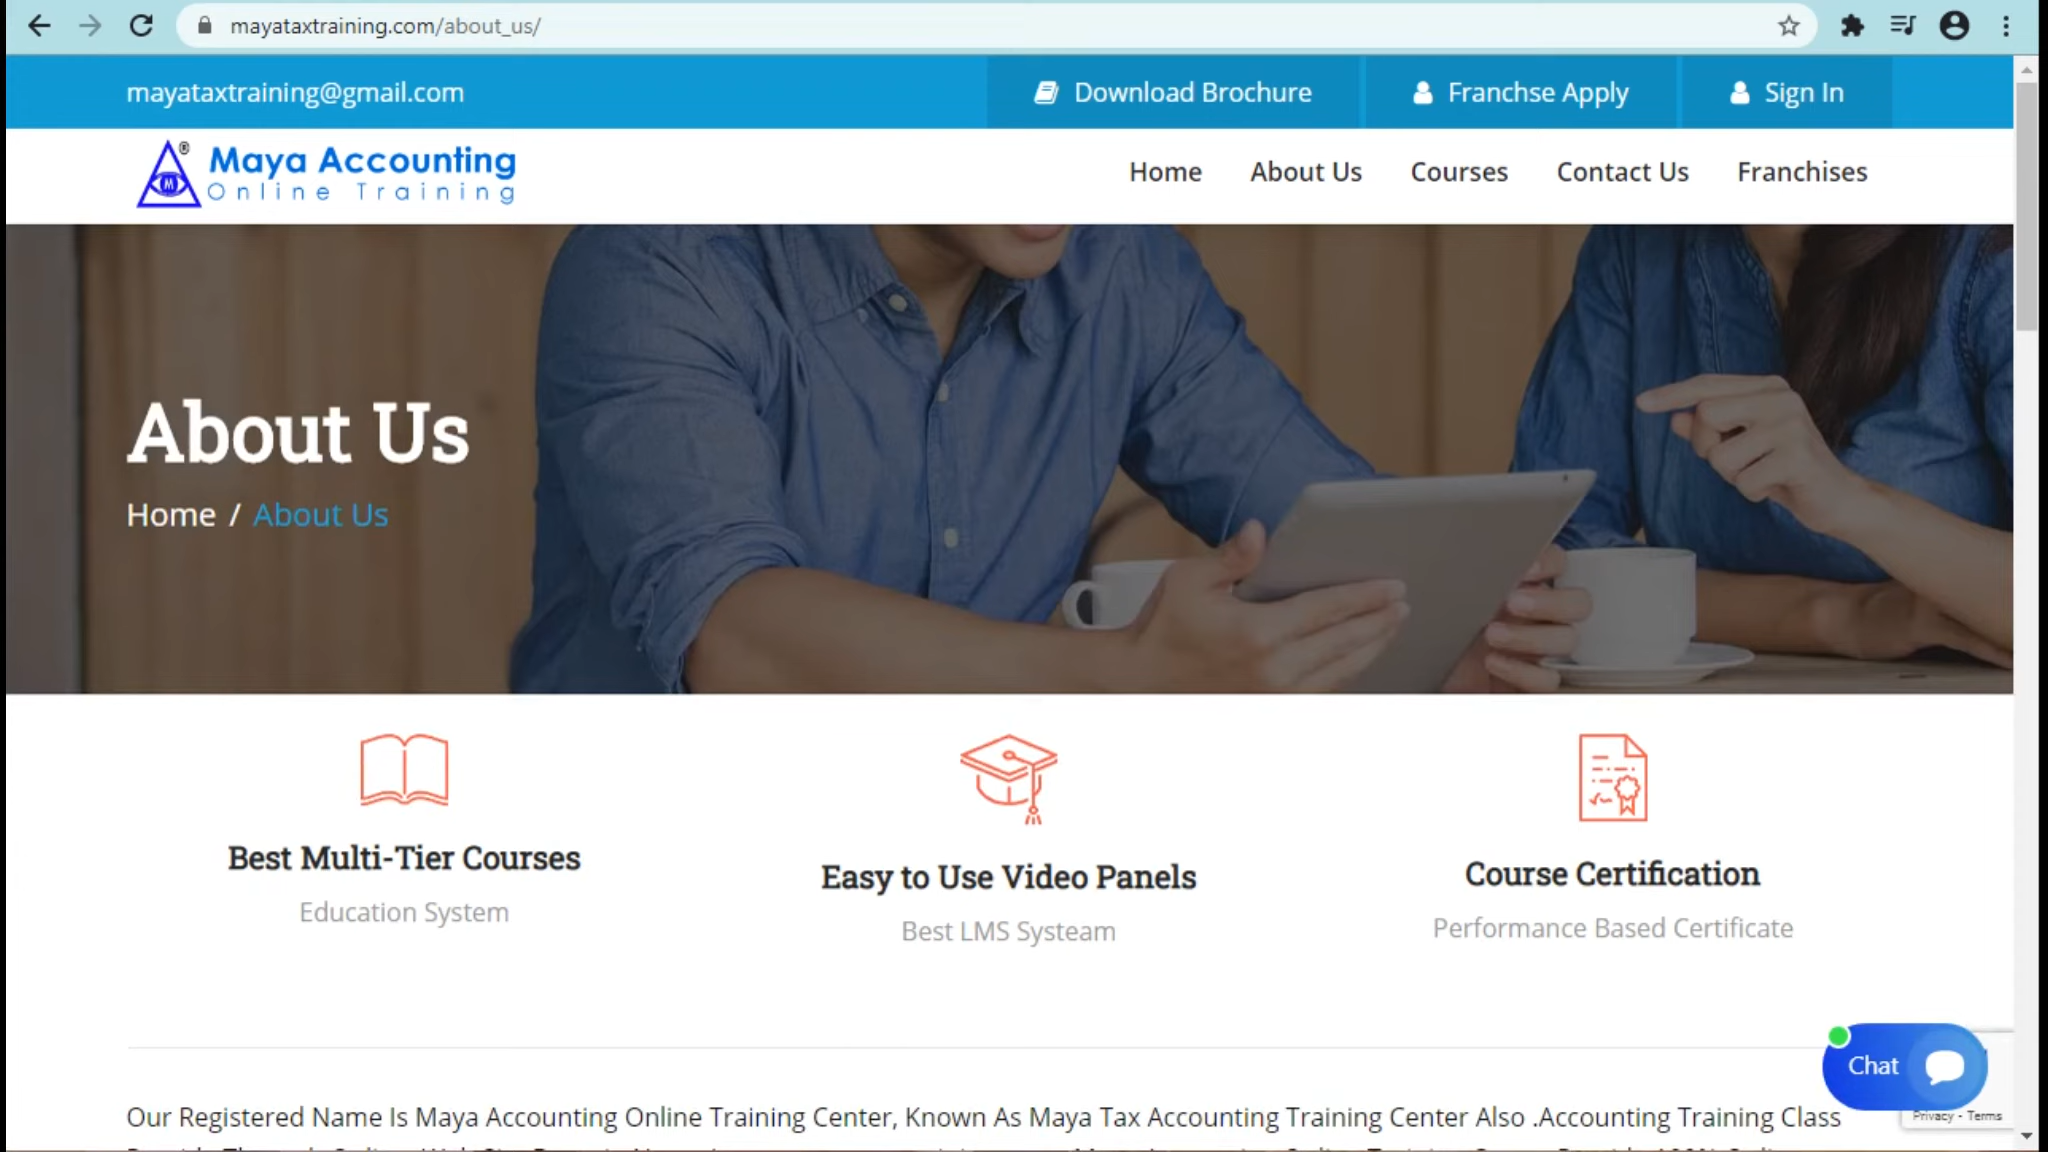 mayataxtraining.com/about_us/
mayataxtraining@gmail.com
Download Brochure
Franchse Apply
Sign In
M
®
Maya Accounting
Online Training
Home
About Us
Courses
Contact Us
Franchises
About Us
Home / About Us
Best Multi-Tier Courses
Education System
Easy to Use Video Panels
Best LMS Systeam
Course Certification
Performance Based Certificate
Chat
Privacy - Terms
Our Registered Name Is Maya Accounting Online Training Center, Known As Maya Tax Accounting Training Center Also .Accounting Training Class